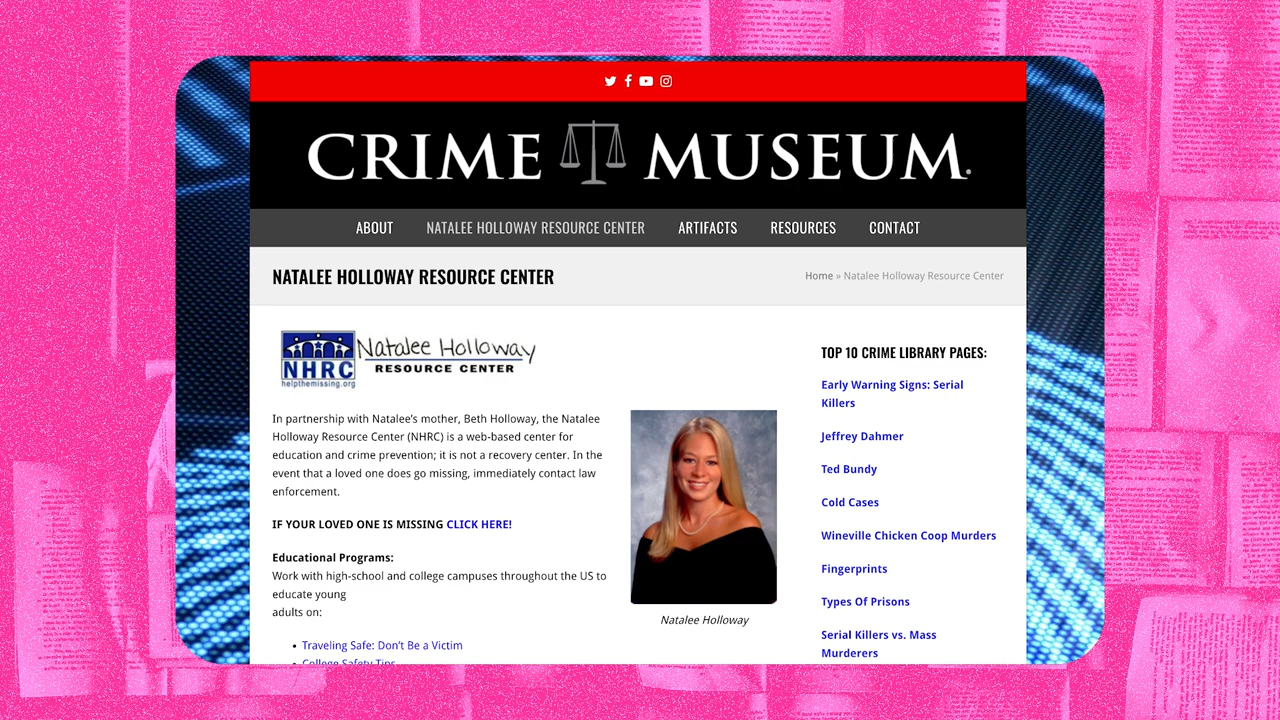 CRIME MUSEUM.
ABOUT NATALEE HOLLOWAY RESOURCE CENTER ARTIFACTS RESOURCES CONTACT
NATALEE HOLLOWAY RESOURCE CENTER
Home » Natalee Holloway Resource Center
NHRC
helpthemissing.org
Natalee Holloway
RESOURCE CENTER
In partnership with Natalee's mother, Beth Holloway, the Natalee
Holloway Resource Center (NHRC) is a web-based center for
education and crime prevention; it is not a recovery center. In the
event that a loved one does go missing, immediately contact law
enforcement.
IF YOUR LOVED ONE IS MISSING CLICK HERE!
Educational Programs:
Work with high-school and college campuses throughout the US to
educate young
adults on:
• Traveling Safe: Don't Be a Victim
• College Safety Tips
Natalee Holloway
TOP 10 CRIME LIBRARY PAGES:
Early Warning Signs: Serial
Killers
Jeffrey Dahmer
Ted Bundy
Cold Cases
Wineville Chicken Coop Murders
Fingerprints
Types Of Prisons
Serial Killers vs. Mass
Murderers